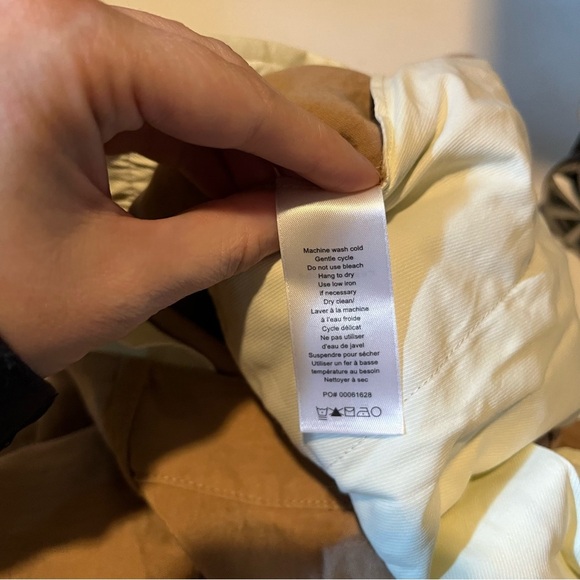 Machine wash cold
Gentle cycle
Do not use bleach
Hang to dry
Use low iron
if necessary
Dry clean/
Laver à la machine
à l'eau froide
Cycle délicat
Ne pas utiliser
d'eau de javel
Suspendre pour sécher
Utiliser un fer à basse
température au besoin
Nettoyer à sec
PO# 00061628